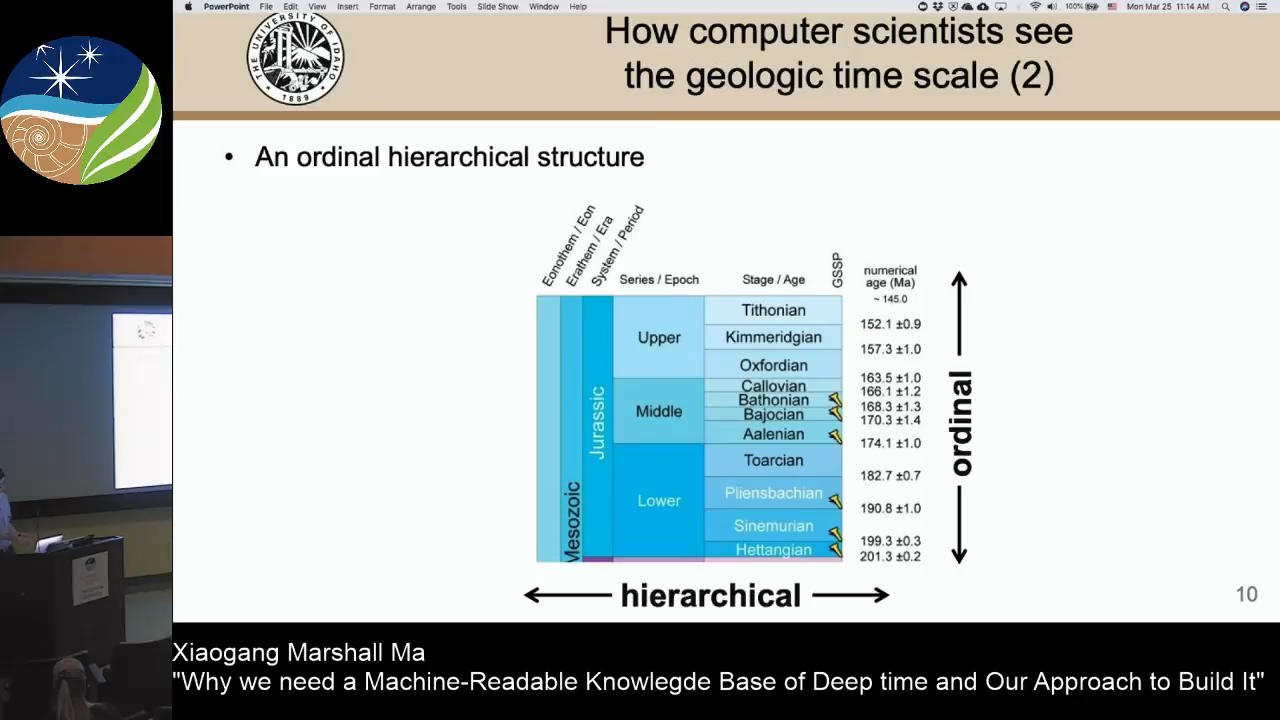 PowerPoint File Edit View Insert Format Arrange Tools Slide Show Window Help 100% Mon Mar 25 11:14 AM
THE UNIVERSITY OF IDAHO
1889
How computer scientists see
the geologic time scale (2)
• An ordinal hierarchical structure
Eonothem / Eon
Erathem / Era
System / Period
Series / Epoch
Stage / Age
GSSP
numerical
age (Ma)
~ 145.0
Tithonian
152.1 ±0.9
Upper
Kimmeridgian
157.3 ±1.0
Oxfordian
163.5 ±1.0
Callovian
166.1 ±1.2
Jurassic
Middle
Bathonian
168.3 ±1.3
Bajocian
170.3 ±1.4
Aalenian
174.1 ±1.0
Toarcian
182.7 ±0.7
Mesozoic
Lower
Pliensbachian
190.8 ±1.0
Sinemurian
199.3 ±0.3
Hettangian
201.3 ±0.2
ordinal
hierarchical
10
Xiaogang Marshall Ma
"Why we need a Machine-Readable Knowlegde Base of Deep time and Our Approach to Build It"